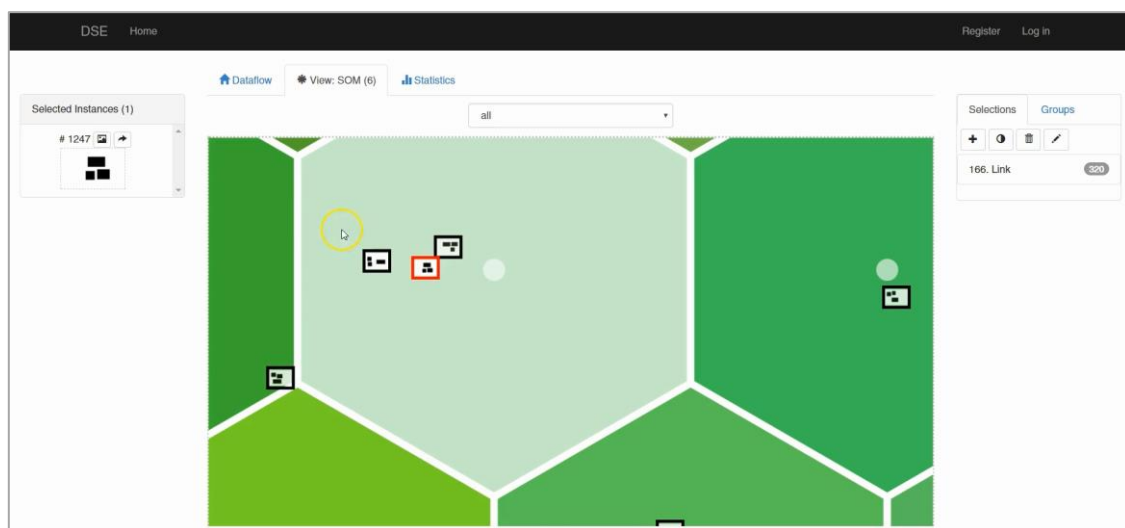 DSE Home Register Log in
Dataflow View: SOM (6) Statistics
Selected Instances (1)
# 1247
all
Selections Groups
166. Link 320